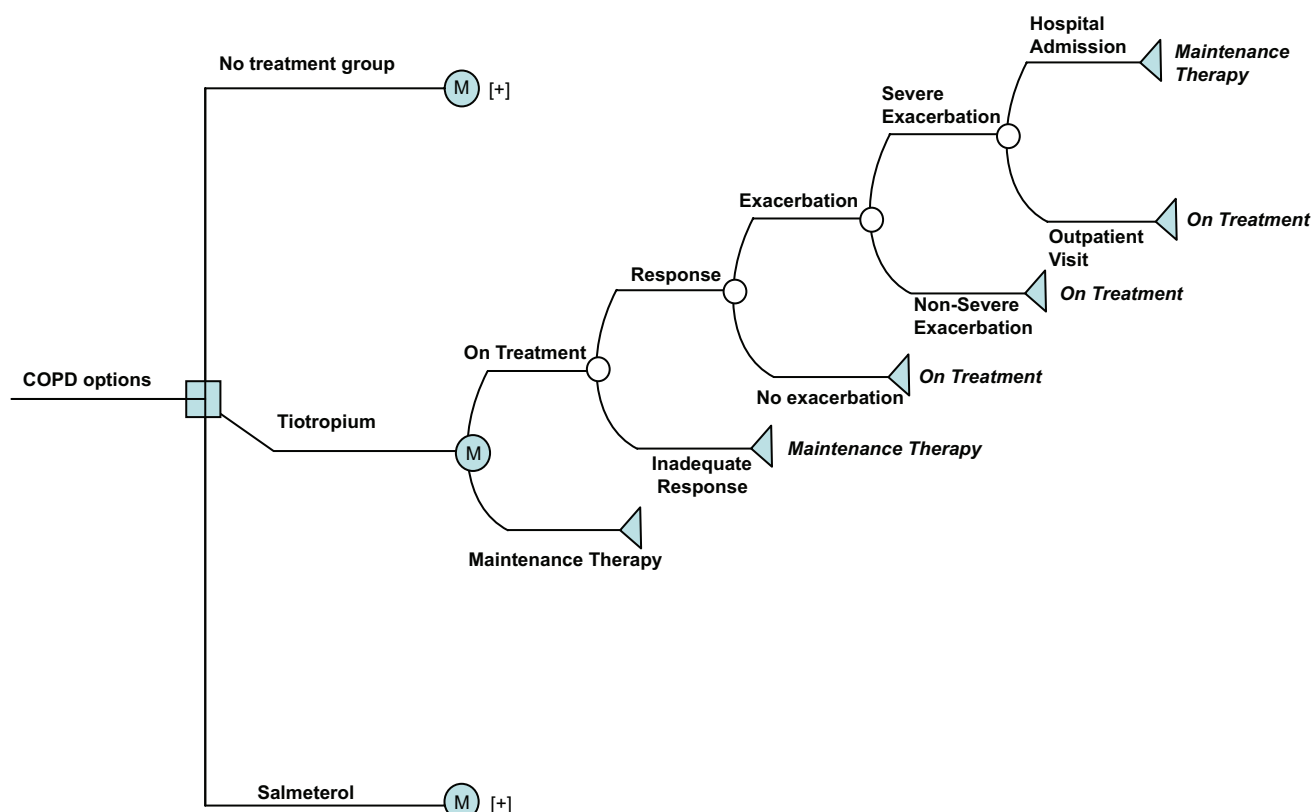 Hospital
Admission
Maintenance
Therapy
No treatment group
M [+]
Severe
Exacerbation
Exacerbation
On Treatment
Outpatient
Visit
Response
On Treatment
Non-Severe
Exacerbation
On Treatment
On Treatment
No exacerbation
COPD options
Tiotropium
M
Maintenance Therapy
Inadequate
Response
Maintenance Therapy
Salmeterol
M [+]